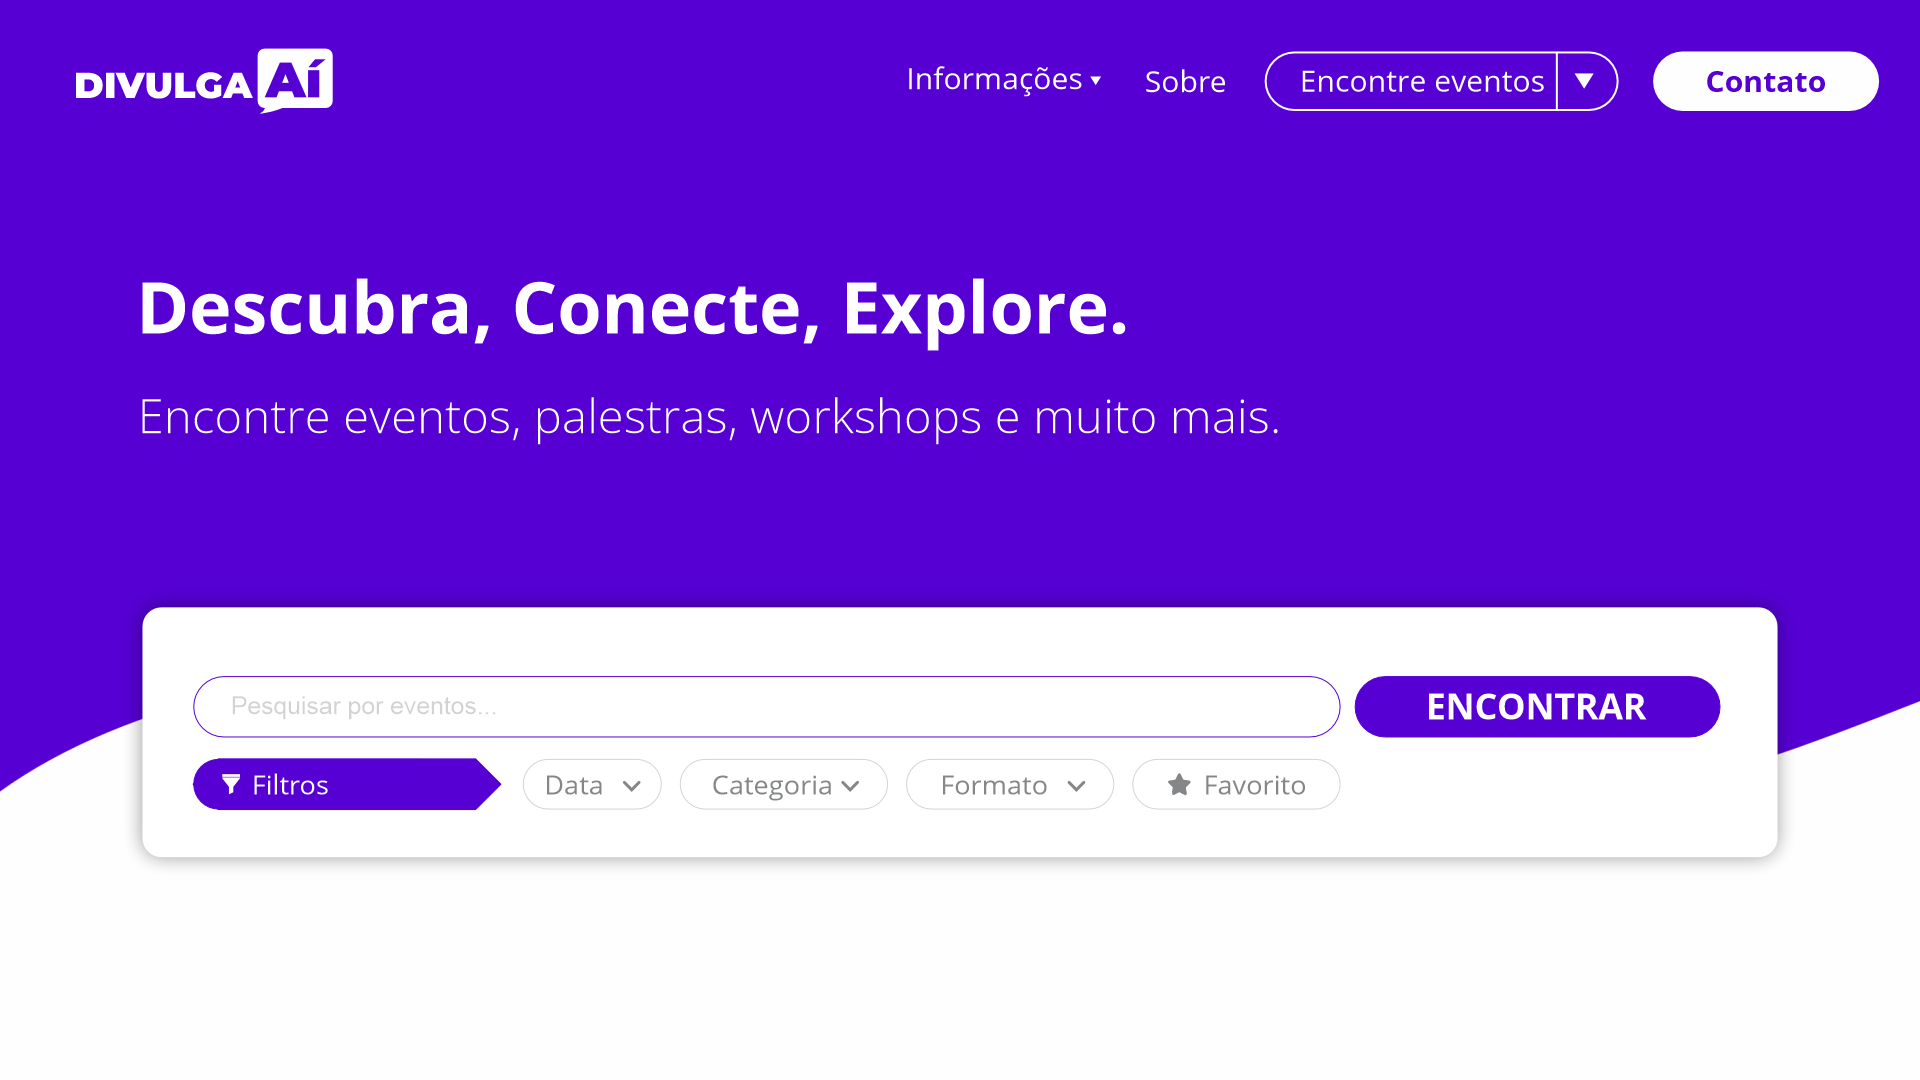 DIVULGA Aí
Informações
Sobre
Encontre eventos
Contato
Descubra, Conecte, Explore.
Encontre eventos, palestras, workshops e muito mais.
Pesquisar por eventos...
ENCONTRAR
Filtros
Data
Categoria
Formato
Favorito